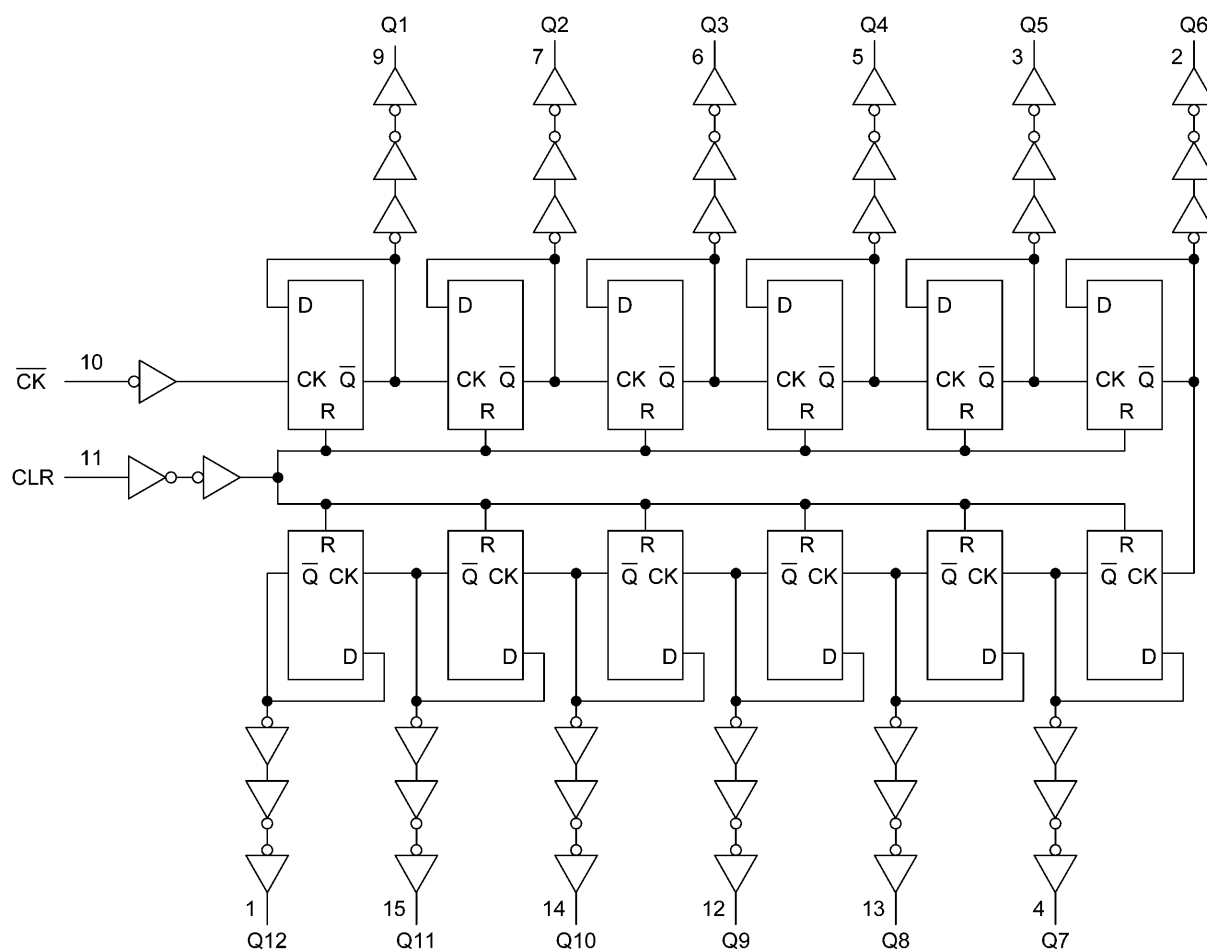 Q1 Q2 Q3 Q4 Q5 Q6
9 7 6 5 3 2
D D D D D D
10
C̅K̅ CK Q̅ CK Q̅ CK Q̅ CK Q̅ CK Q̅ CK Q̅
R R R R R R
11
CLR
R R R R R R
Q̅ CK Q̅ CK Q̅ CK Q̅ CK Q̅ CK Q̅ CK
D D D D D D
1 15 14 12 13 4
Q12 Q11 Q10 Q9 Q8 Q7